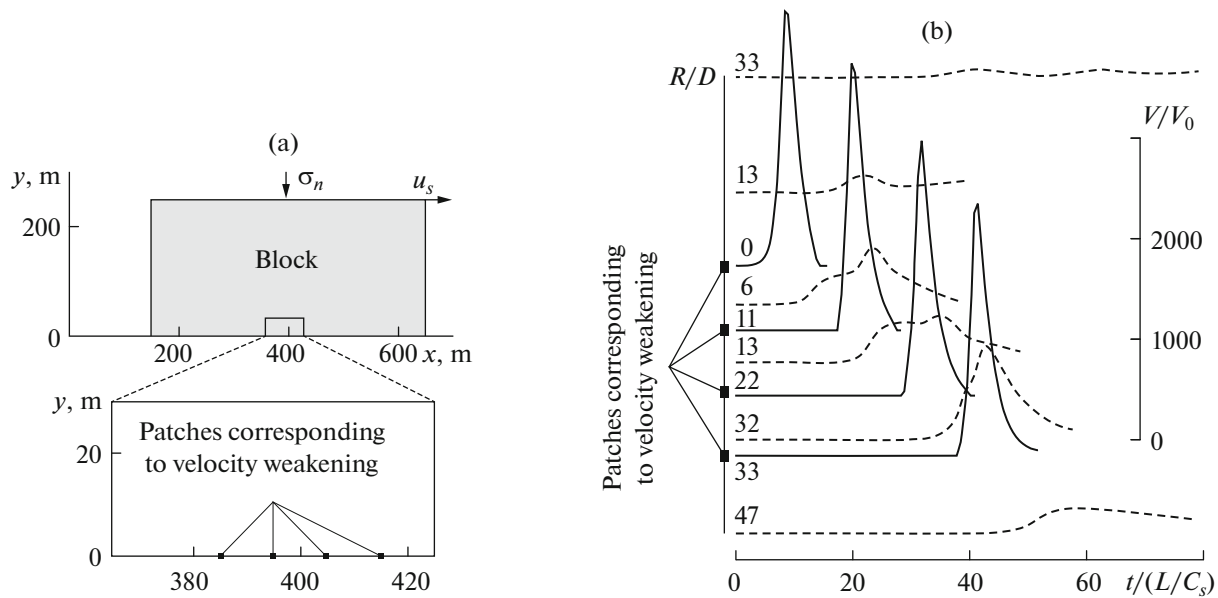 (a)
y, m
σn
us
200
Block
0
200
400
600 x, m
y, m
20
Patches corresponding
to velocity weakening
0
380
400
420
(b)
R/D
33
V/V0
13
0
6
11
13
22
32
33
47
Patches corresponding
to velocity weakening
2000
1000
0
0
20
40
60
t/(L/Cs)